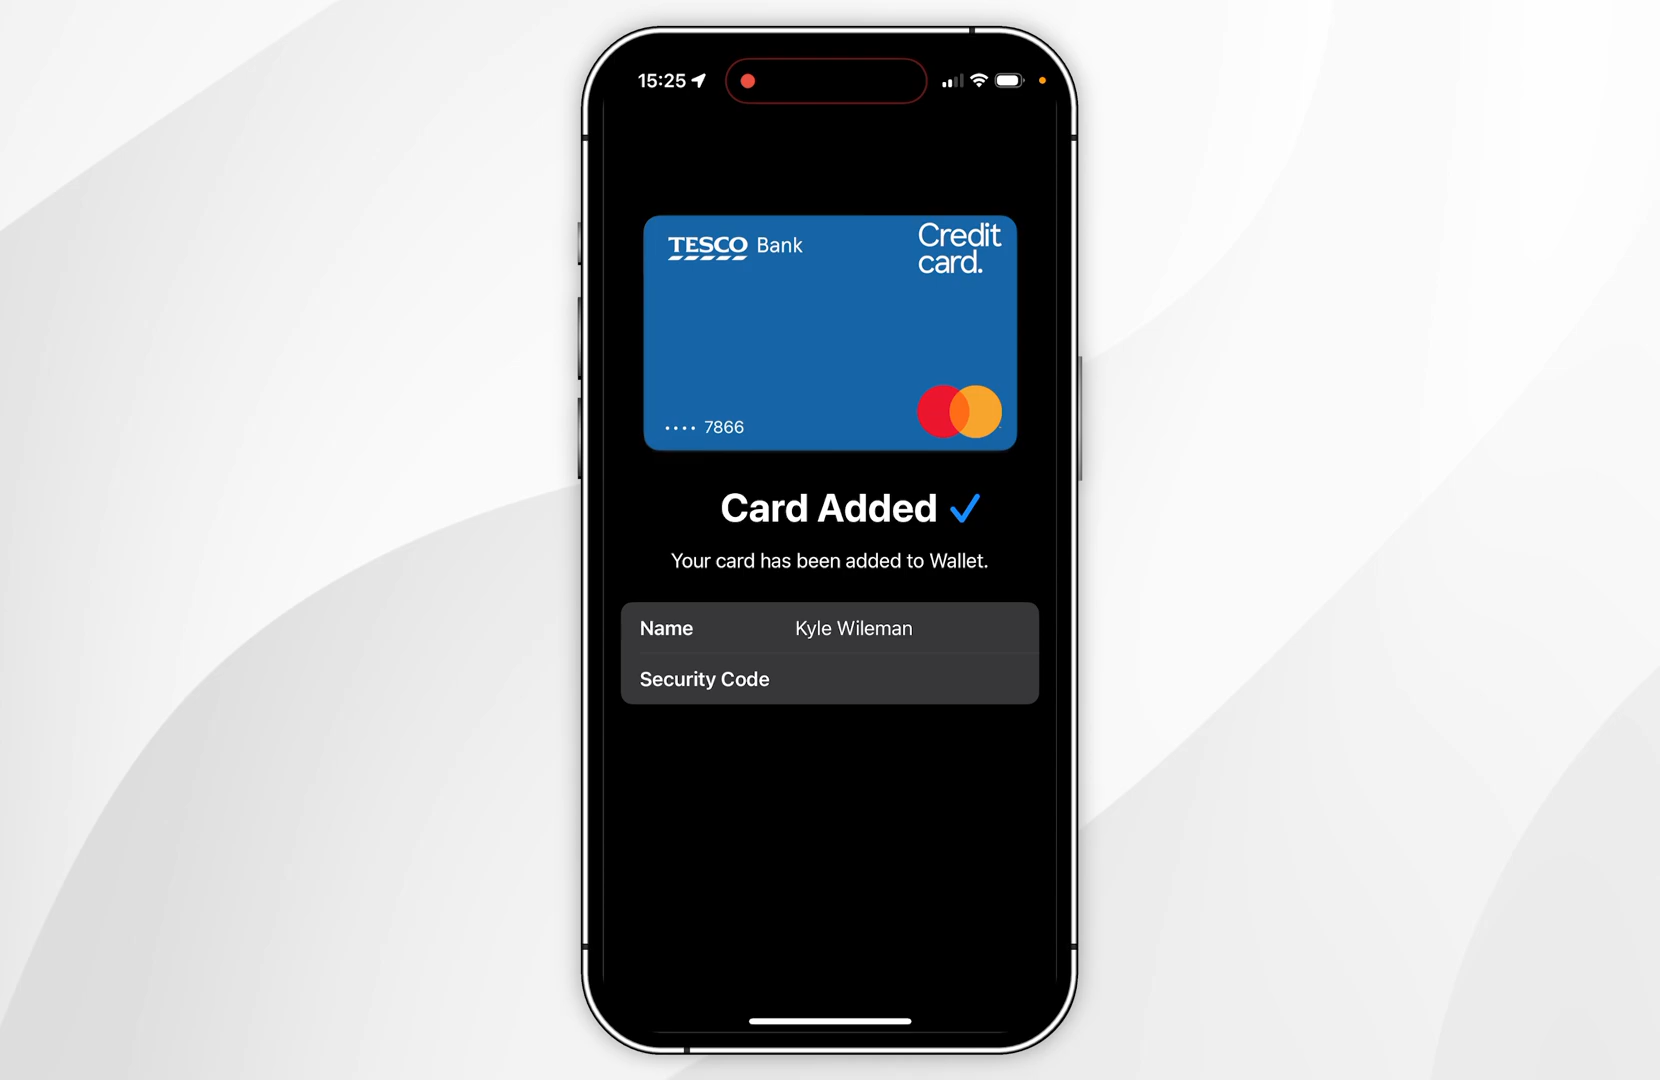 15:25
TESCO Bank
Credit
card.
•••• 7866
Card Added ✓
Your card has been added to Wallet.
Name Kyle Wileman
Security Code